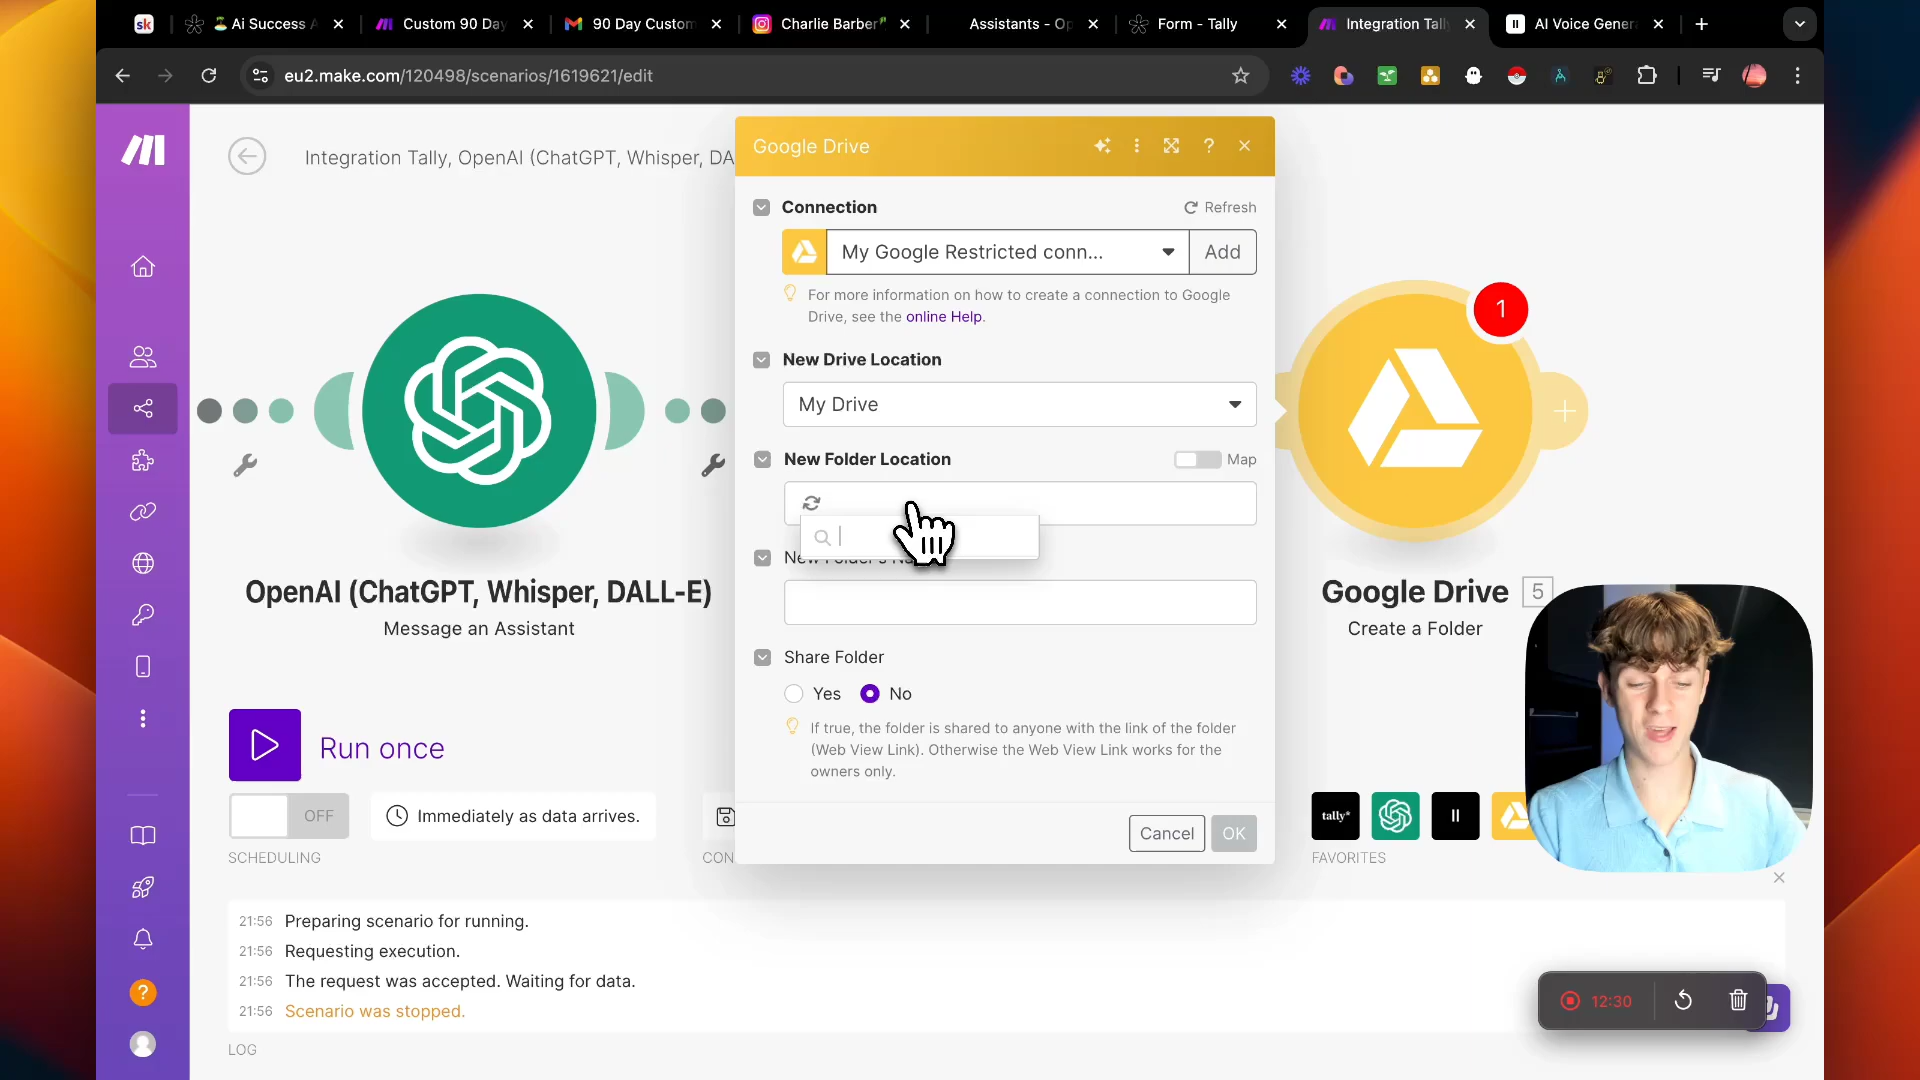 sk
Ai Success A
Custom 90 Day
90 Day Custom
Charlie Barber
Assistants - Op
Form - Tally
Integration Tally
AI Voice Genera
eu2.make.com/120498/scenarios/1619621/edit
Integration Tally, OpenAI (ChatGPT, Whisper, DA
Google Drive
?
Connection
Refresh
My Google Restricted conn...
Add
For more information on how to create a connection to Google
Drive, see the online Help.
New Drive Location
My Drive
New Folder Location
Map
New Folder's Na
Share Folder
Yes
No
If true, the folder is shared to anyone with the link of the folder
(Web View Link). Otherwise the Web View Link works for the
owners only.
Cancel
OK
OpenAI (ChatGPT, Whisper, DALL-E)
Message an Assistant
1
Google Drive
5
Create a Folder
Run once
OFF
Immediately as data arrives.
SCHEDULING
CON
tally*
FAVORITES
21:56 Preparing scenario for running.
21:56 Requesting execution.
21:56 The request was accepted. Waiting for data.
21:56 Scenario was stopped.
LOG
?
12:30